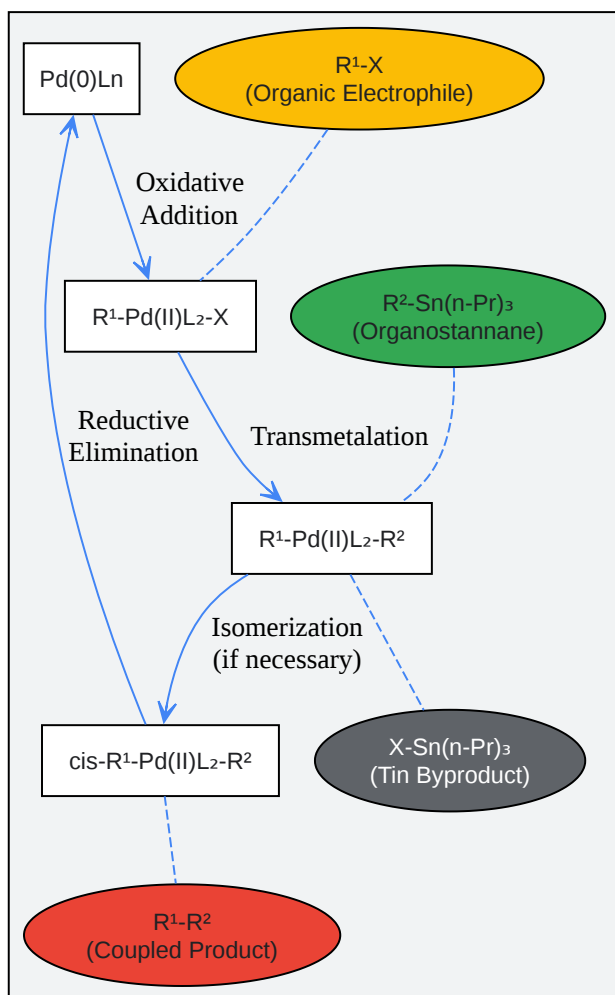 Pd(0)Ln
R¹-X
(Organic Electrophile)
Oxidative
Addition
R¹-Pd(II)L₂-X
R²-Sn(n-Pr)₃
(Organostannane)
Reductive
Elimination
Transmetalation
R¹-Pd(II)L₂-R²
Isomerization
(if necessary)
cis-R¹-Pd(II)L₂-R²
X-Sn(n-Pr)₃
(Tin Byproduct)
R¹-R²
(Coupled Product)